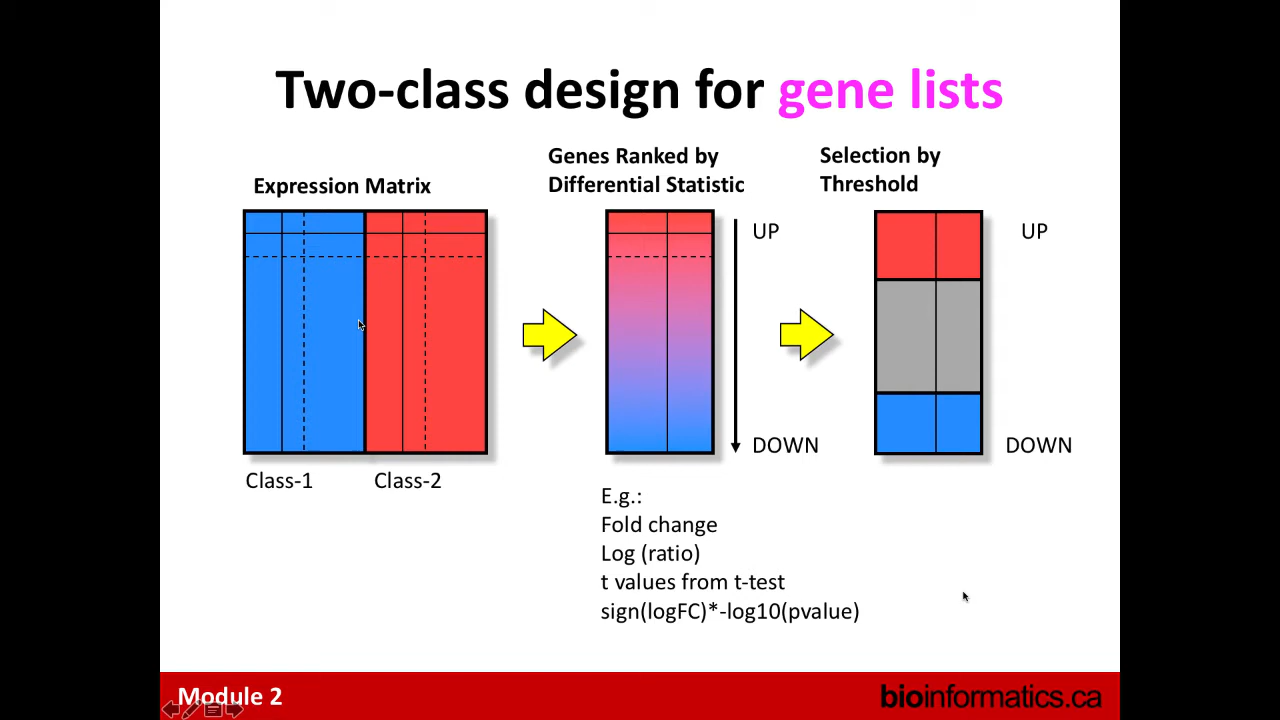 Two-class design for gene lists
Expression Matrix
Class-1
Class-2
Genes Ranked by
Differential Statistic
UP
DOWN
E.g.:
Fold change
Log (ratio)
t values from t-test
sign(logFC)*-log10(pvalue)
Selection by
Threshold
UP
DOWN
Module 2
bioinformatics.ca